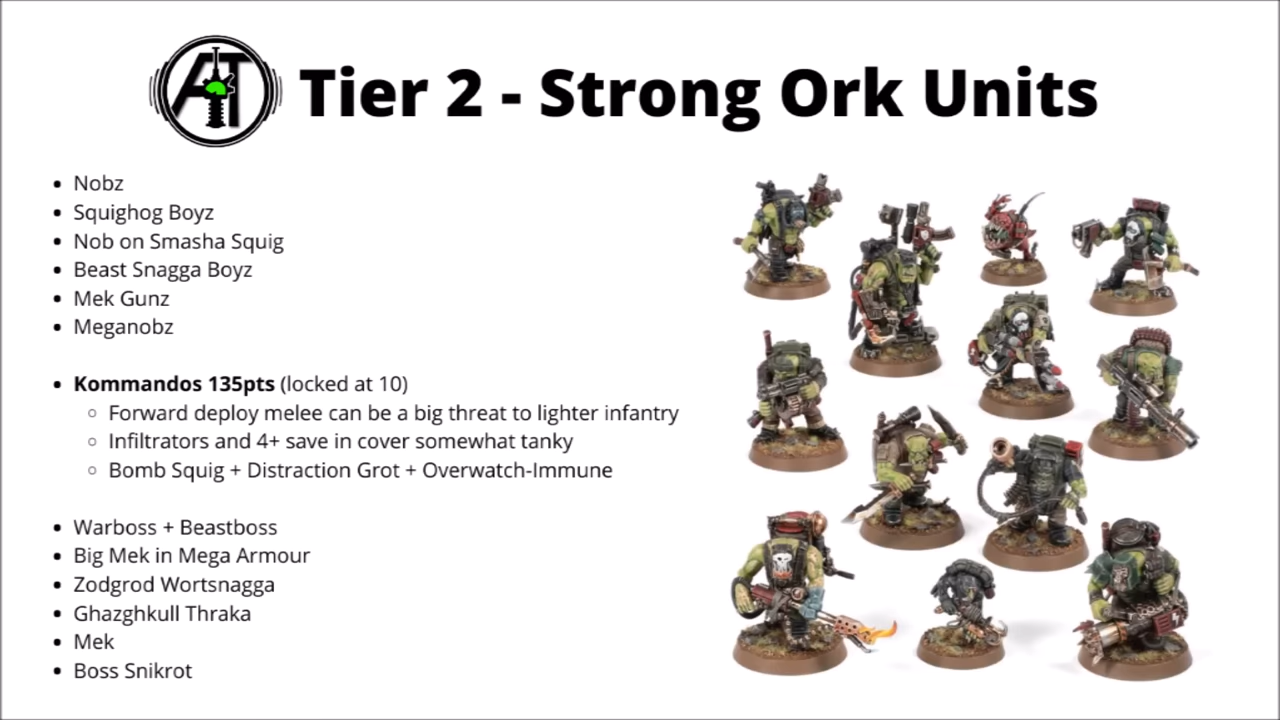 AT
Tier 2 - Strong Ork Units
• Nobz
• Squighog Boyz
• Nob on Smasha Squig
• Beast Snagga Boyz
• Mek Gunz
• Meganobz
• Kommandos 135pts (locked at 10)
○ Forward deploy melee can be a big threat to lighter infantry
○ Infiltrators and 4+ save in cover somewhat tanky
○ Bomb Squig + Distraction Grot + Overwatch-Immune
• Warboss + Beastboss
• Big Mek in Mega Armour
• Zodgrod Wortsnagga
• Ghazghkull Thraka
• Mek
• Boss Snikrot